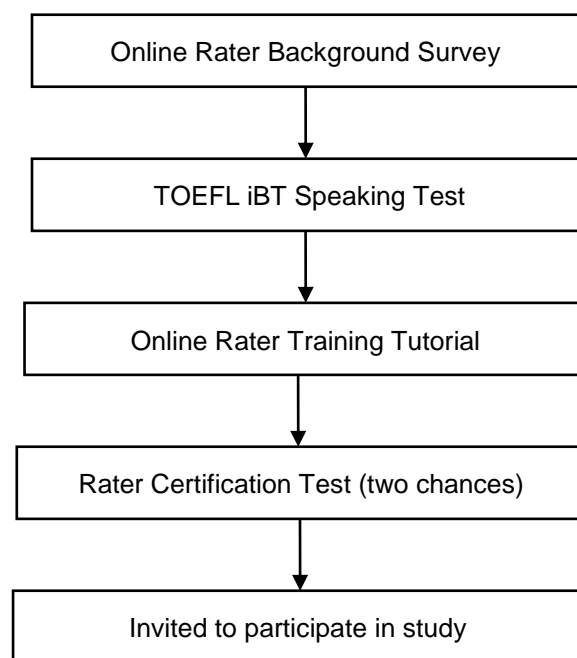 Online Rater Background Survey
TOEFL iBT Speaking Test
Online Rater Training Tutorial
Rater Certification Test (two chances)
Invited to participate in study